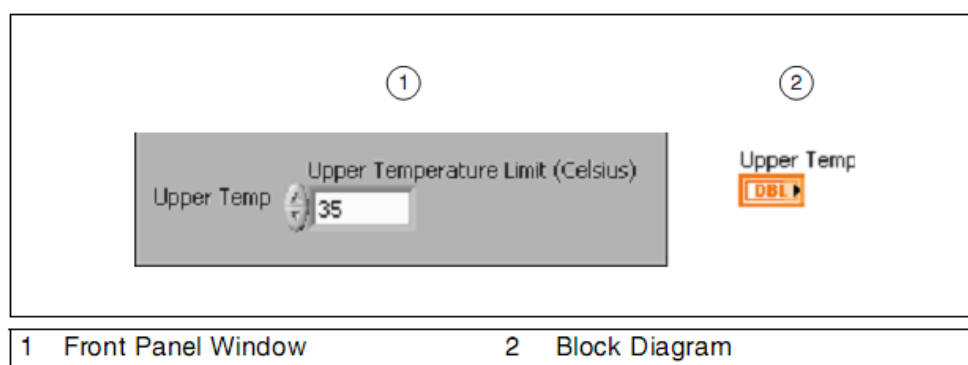 1 2
Upper Temperature Limit (Celsius)
Upper Temp 35
Upper Temp
DBL
1 Front Panel Window 2 Block Diagram